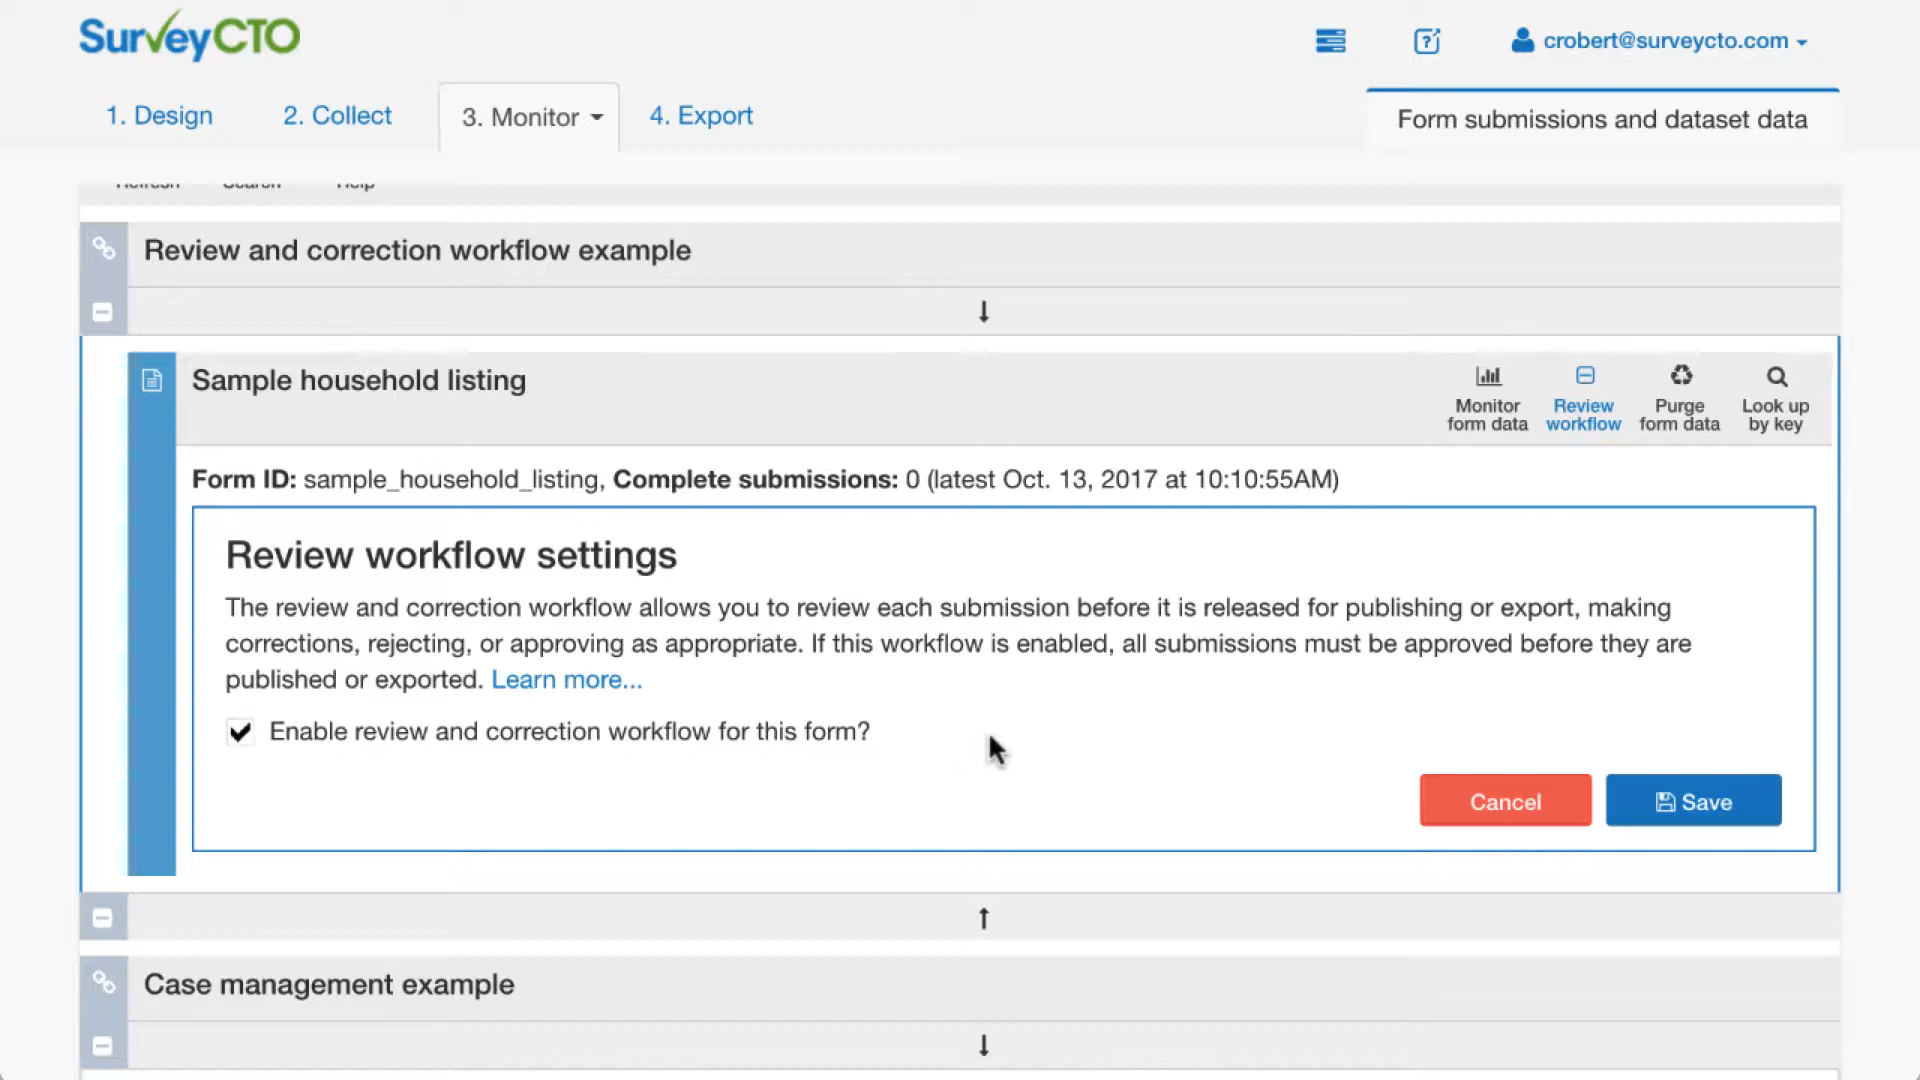 SurveyCTO
crobert@surveycto.com
1. Design
2. Collect
3. Monitor
4. Export
Form submissions and dataset data
Refresh Search Help
Review and correction workflow example
Sample household listing
Monitor form data
Review workflow
Purge form data
Look up by key
Form ID: sample_household_listing, Complete submissions: 0 (latest Oct. 13, 2017 at 10:10:55AM)
Review workflow settings
The review and correction workflow allows you to review each submission before it is released for publishing or export, making
corrections, rejecting, or approving as appropriate. If this workflow is enabled, all submissions must be approved before they are
published or exported. Learn more...
Enable review and correction workflow for this form?
Cancel
Save
Case management example